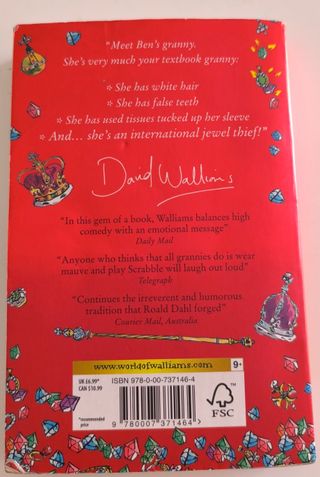 "Meet Ben's granny.
She's very much your textbook granny:
* She has white hair
* She has false teeth
* She has used tissues tucked up her sleeve
* And... she's an international jewel thief!"
David Walliams
"In this gem of a book, Walliams balances high
comedy with an emotional message"
Daily Mail
"Anyone who thinks that all grannies do is wear
mauve and play Scrabble will laugh out loud"
Telegraph
"Continues the irreverent and humorous
tradition that Roald Dahl forged"
Courier Mail, Australia
www.worldofwalliams.com
9+
UK £6.99*
CAN $10.99
*recommended
price
ISBN 978-0-00-737146-4
9 780007 371464 >
FSC